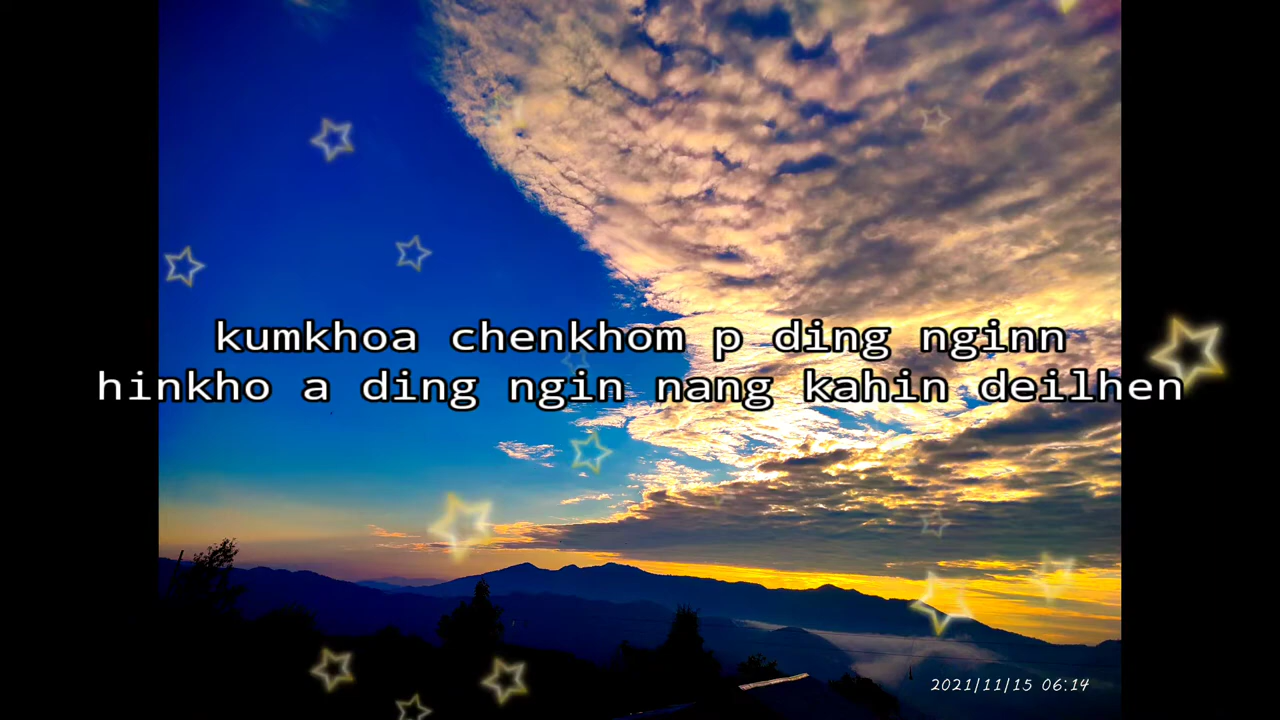 kumkhoa chenkhom p ding nginn
hinkho a ding ngin nang kahin deilhen
2021/11/15 06:14